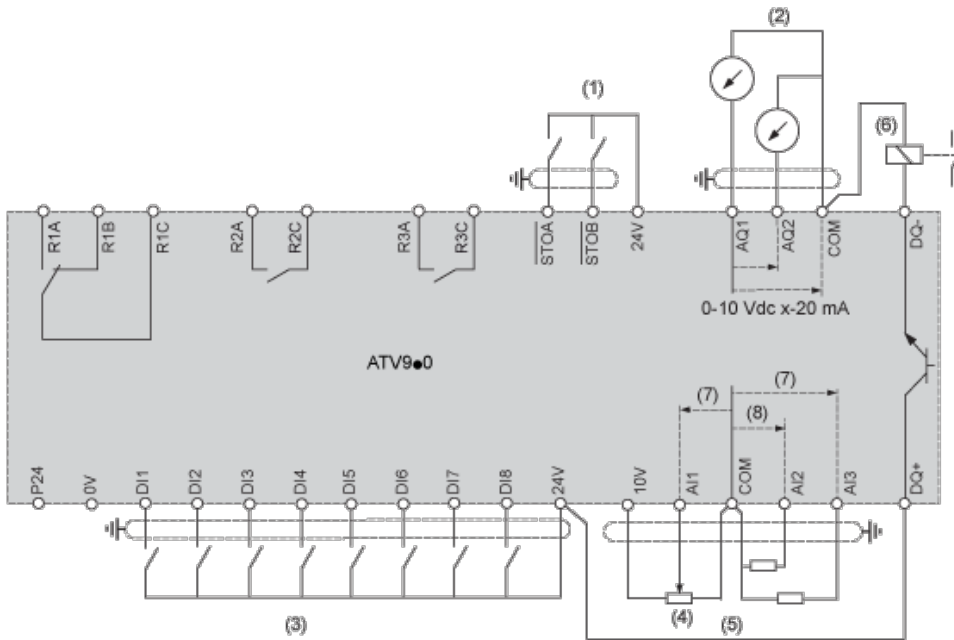 (1)
(2)
(6)
R1A
R1B
R1C
R2A
R2C
R3A
R3C
STOA
STOB
24V
AQ1
AQ2
COM
DQ-
0-10 Vdc x-20 mA
ATV9●0
(7)
(7)
(8)
P24
0V
DI1
DI2
DI3
DI4
DI5
DI6
DI7
DI8
24V
10V
AI1
COM
AI2
AI3
DQ+
(3)
(4)
(5)